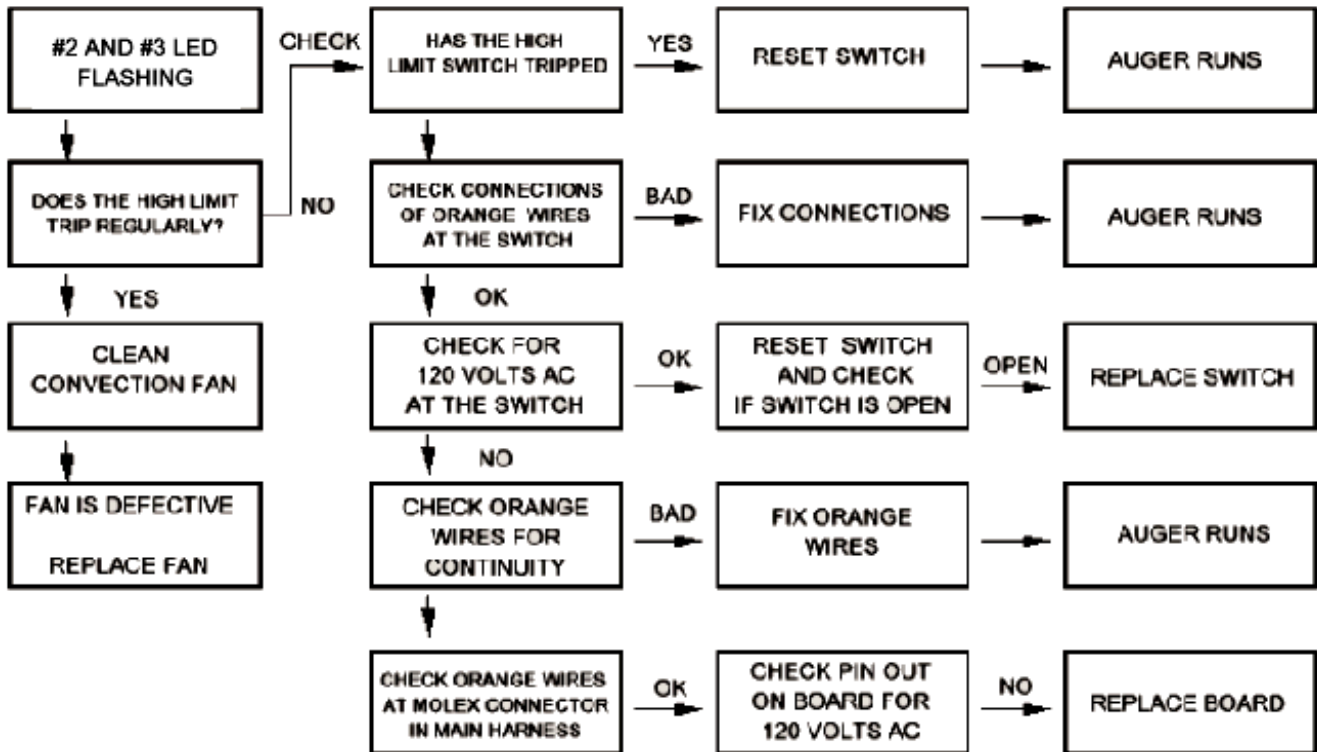 #2 AND #3 LED
FLASHING
CHECK
HAS THE HIGH
LIMIT SWITCH TRIPPED
YES
RESET SWITCH
AUGER RUNS
DOES THE HIGH LIMIT
TRIP REGULARLY?
NO
CHECK CONNECTIONS
OF ORANGE WIRES
AT THE SWITCH
BAD
FIX CONNECTIONS
AUGER RUNS
YES
OK
CLEAN
CONVECTION FAN
CHECK FOR
120 VOLTS AC
AT THE SWITCH
OK
RESET SWITCH
AND CHECK
IF SWITCH IS OPEN
OPEN
REPLACE SWITCH
NO
FAN IS DEFECTIVE
REPLACE FAN
CHECK ORANGE
WIRES FOR
CONTINUITY
BAD
FIX ORANGE
WIRES
AUGER RUNS
CHECK ORANGE WIRES
AT MOLEX CONNECTOR
IN MAIN HARNESS
OK
CHECK PIN OUT
ON BOARD FOR
120 VOLTS AC
NO
REPLACE BOARD